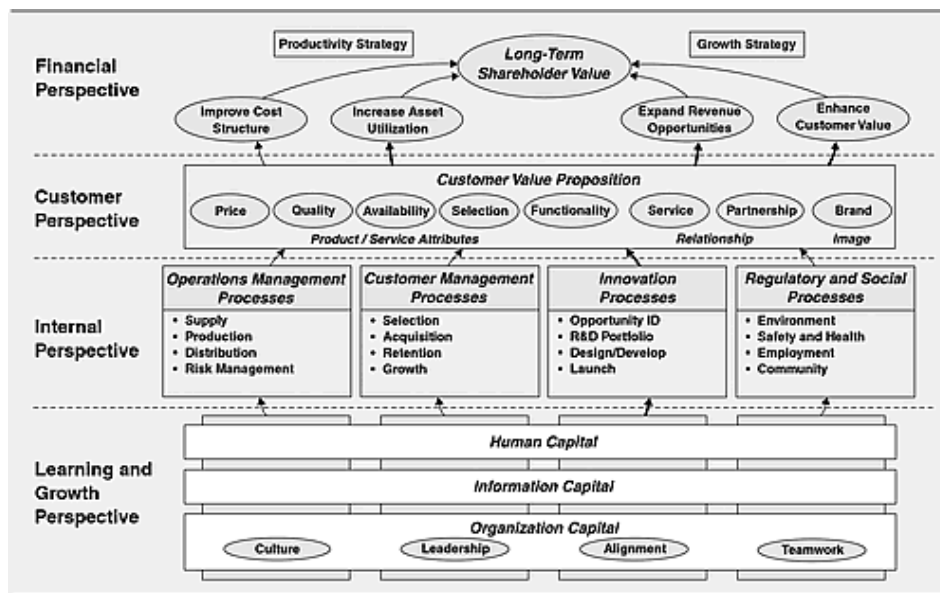 Productivity Strategy
Growth Strategy
Long-Term
Shareholder Value
Financial
Perspective
Improve Cost
Structure
Increase Asset
Utilization
Expand Revenue
Opportunities
Enhance
Customer Value
Customer
Perspective
Customer Value Proposition
Price
Quality
Availability
Selection
Functionality
Service
Partnership
Brand
Product / Service Attributes
Relationship
Image
Internal
Perspective
Operations Management
Processes
• Supply
• Production
• Distribution
• Risk Management
Customer Management
Processes
• Selection
• Acquisition
• Retention
• Growth
Innovation
Processes
• Opportunity ID
• R&D Portfolio
• Design/Develop
• Launch
Regulatory and Social
Processes
• Environment
• Safety and Health
• Employment
• Community
Learning and
Growth
Perspective
Human Capital
Information Capital
Organization Capital
Culture
Leadership
Alignment
Teamwork